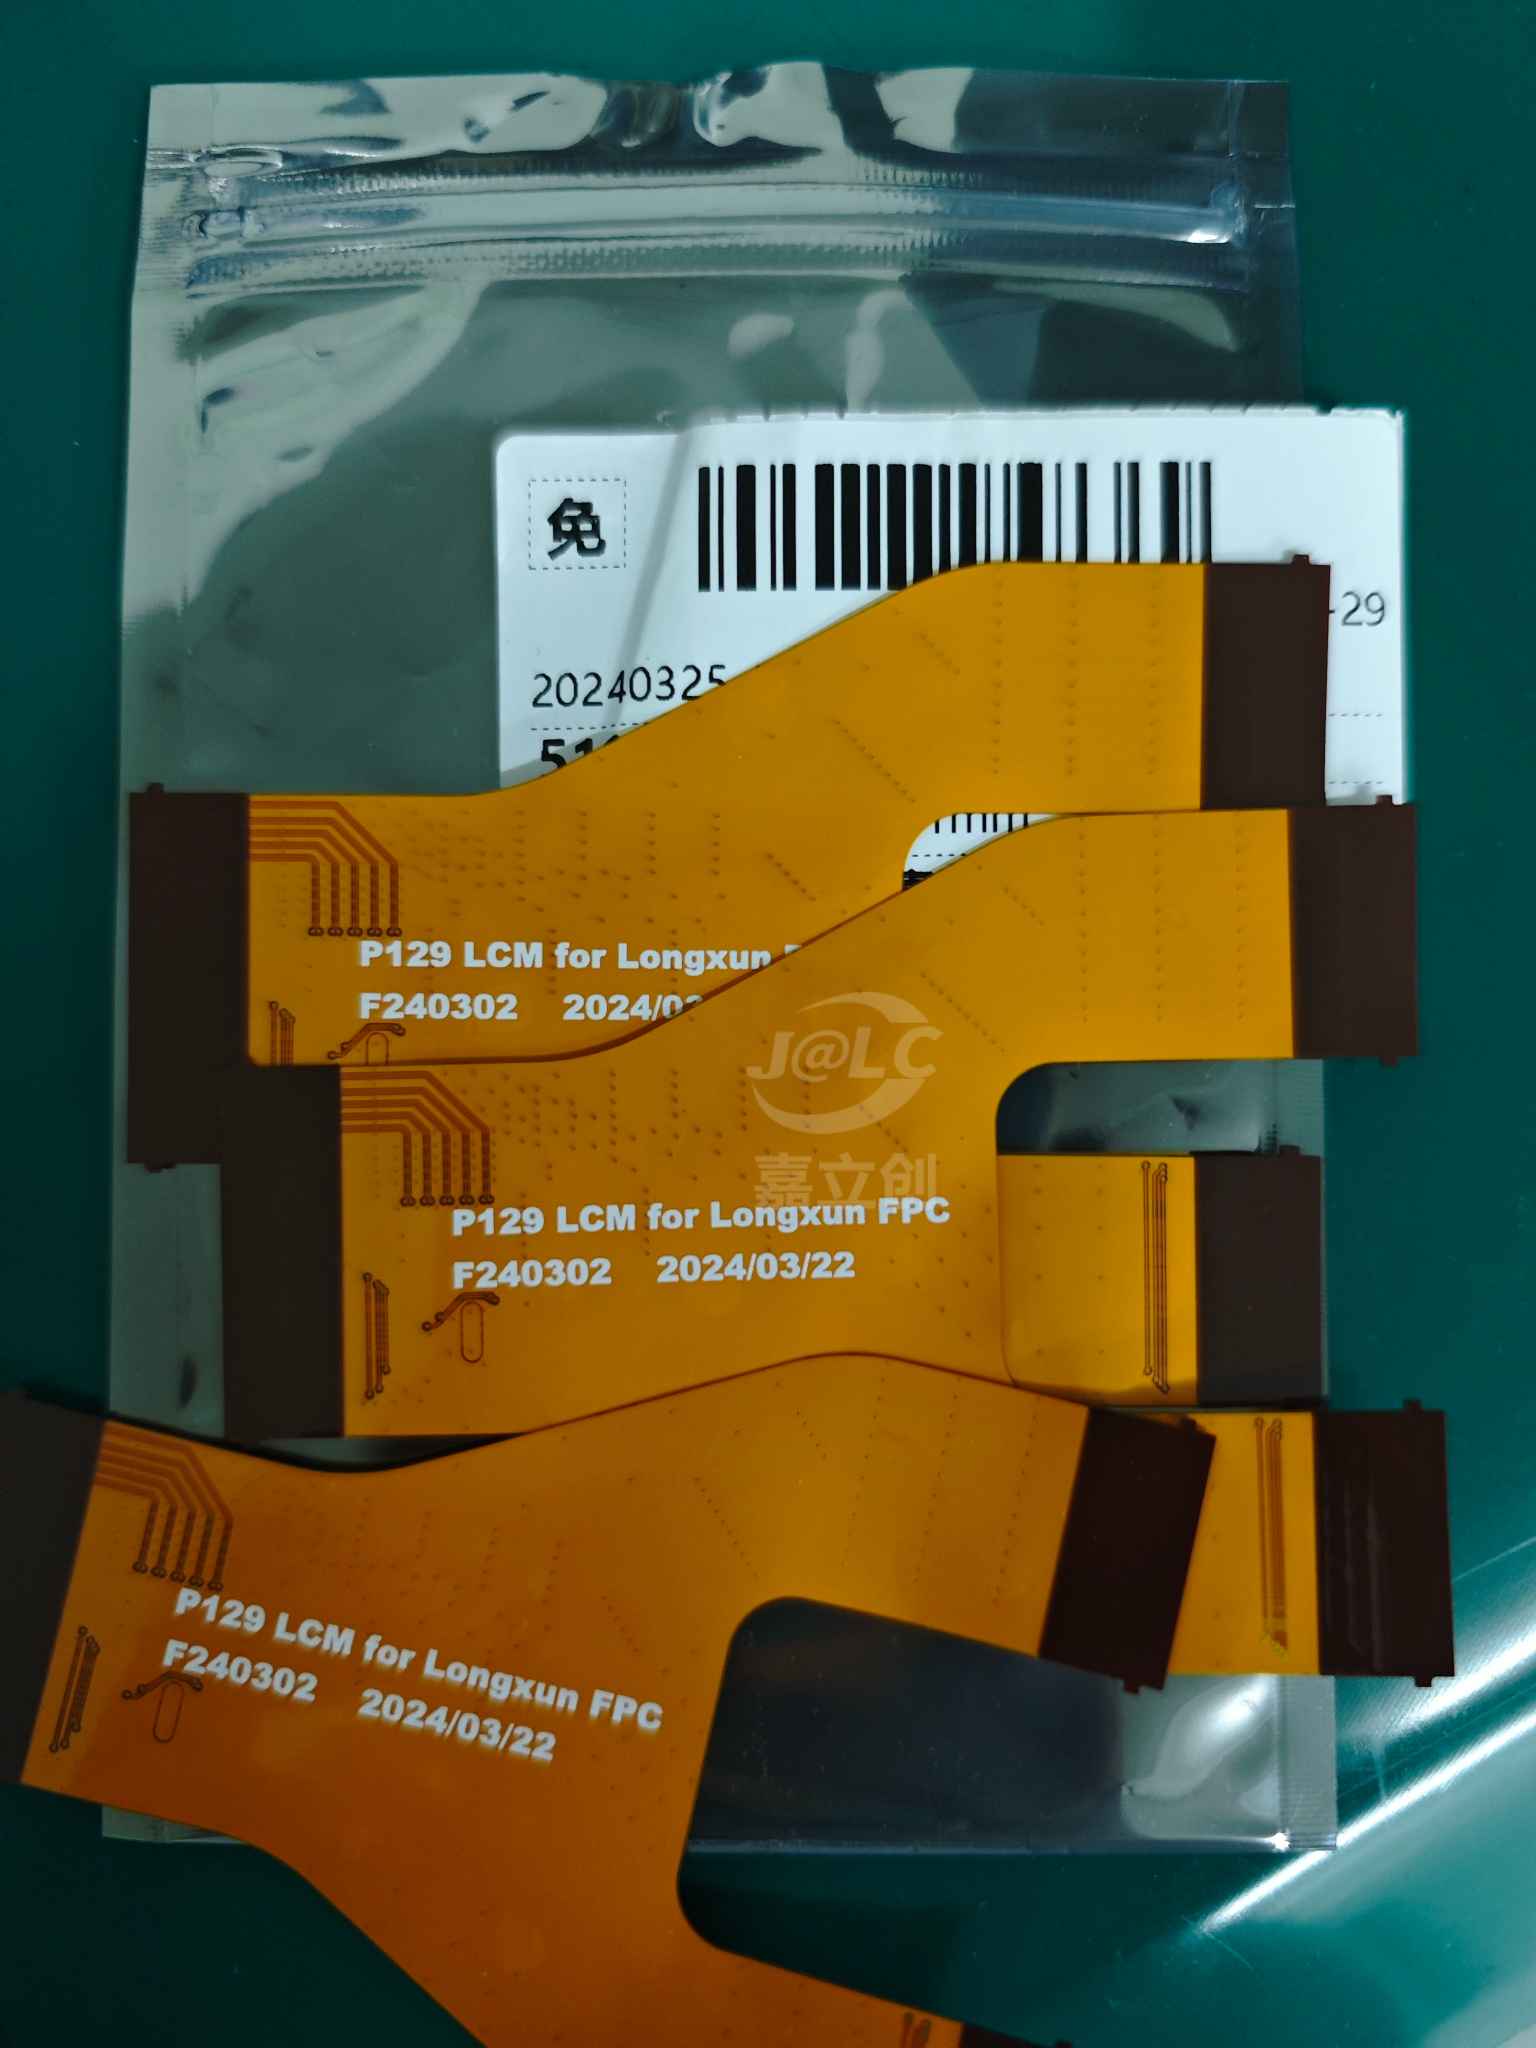 免
-29
20240325
P129 LCM for Longxun
F240302 2024/03
J@LC
嘉立创
P129 LCM for Longxun FPC
F240302 2024/03/22
P129 LCM for Longxun FPC
F240302 2024/03/22